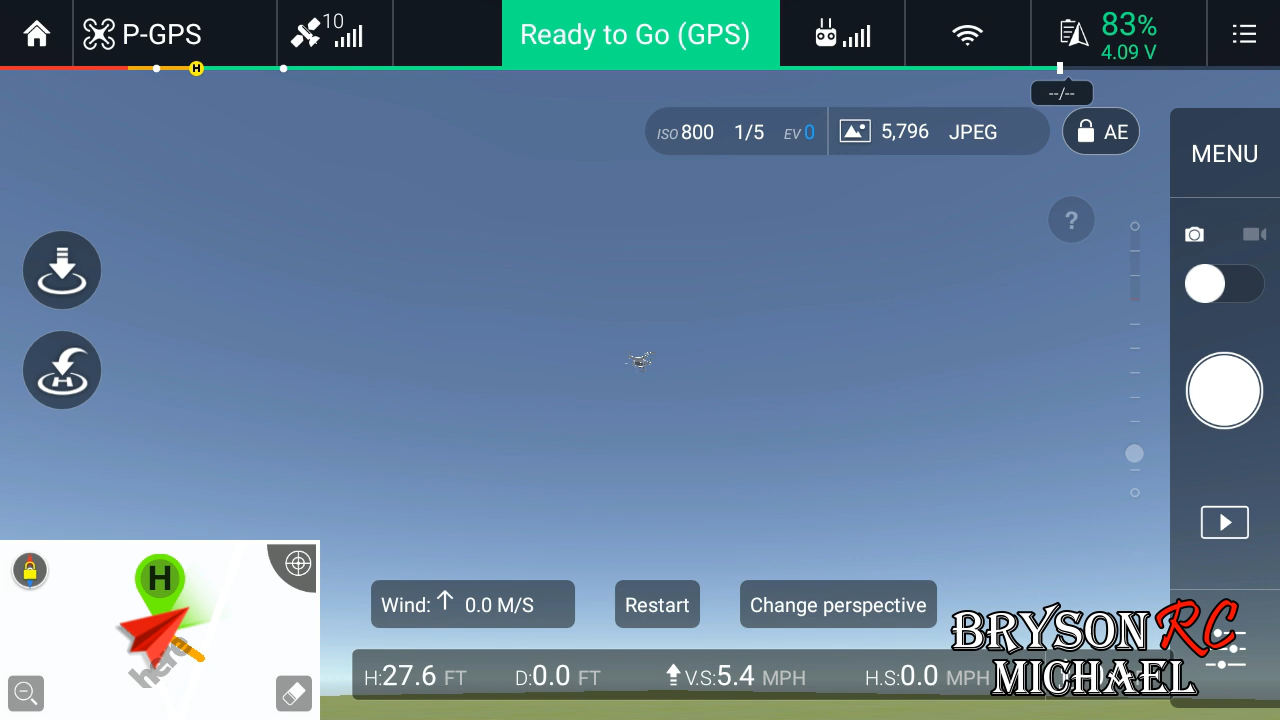 P-GPS
10
Ready to Go (GPS)
83%
4.09 V
H
--/--
ISO 800 1/5 EV 0 5,796 JPEG
AE
MENU
?
H
H
here
Wind: 0.0 M/S
Restart
Change perspective
H:27.6 FT D:0.0 FT V.S:5.4 MPH H.S:0.0 MPH
BRYSON RC
MICHAEL